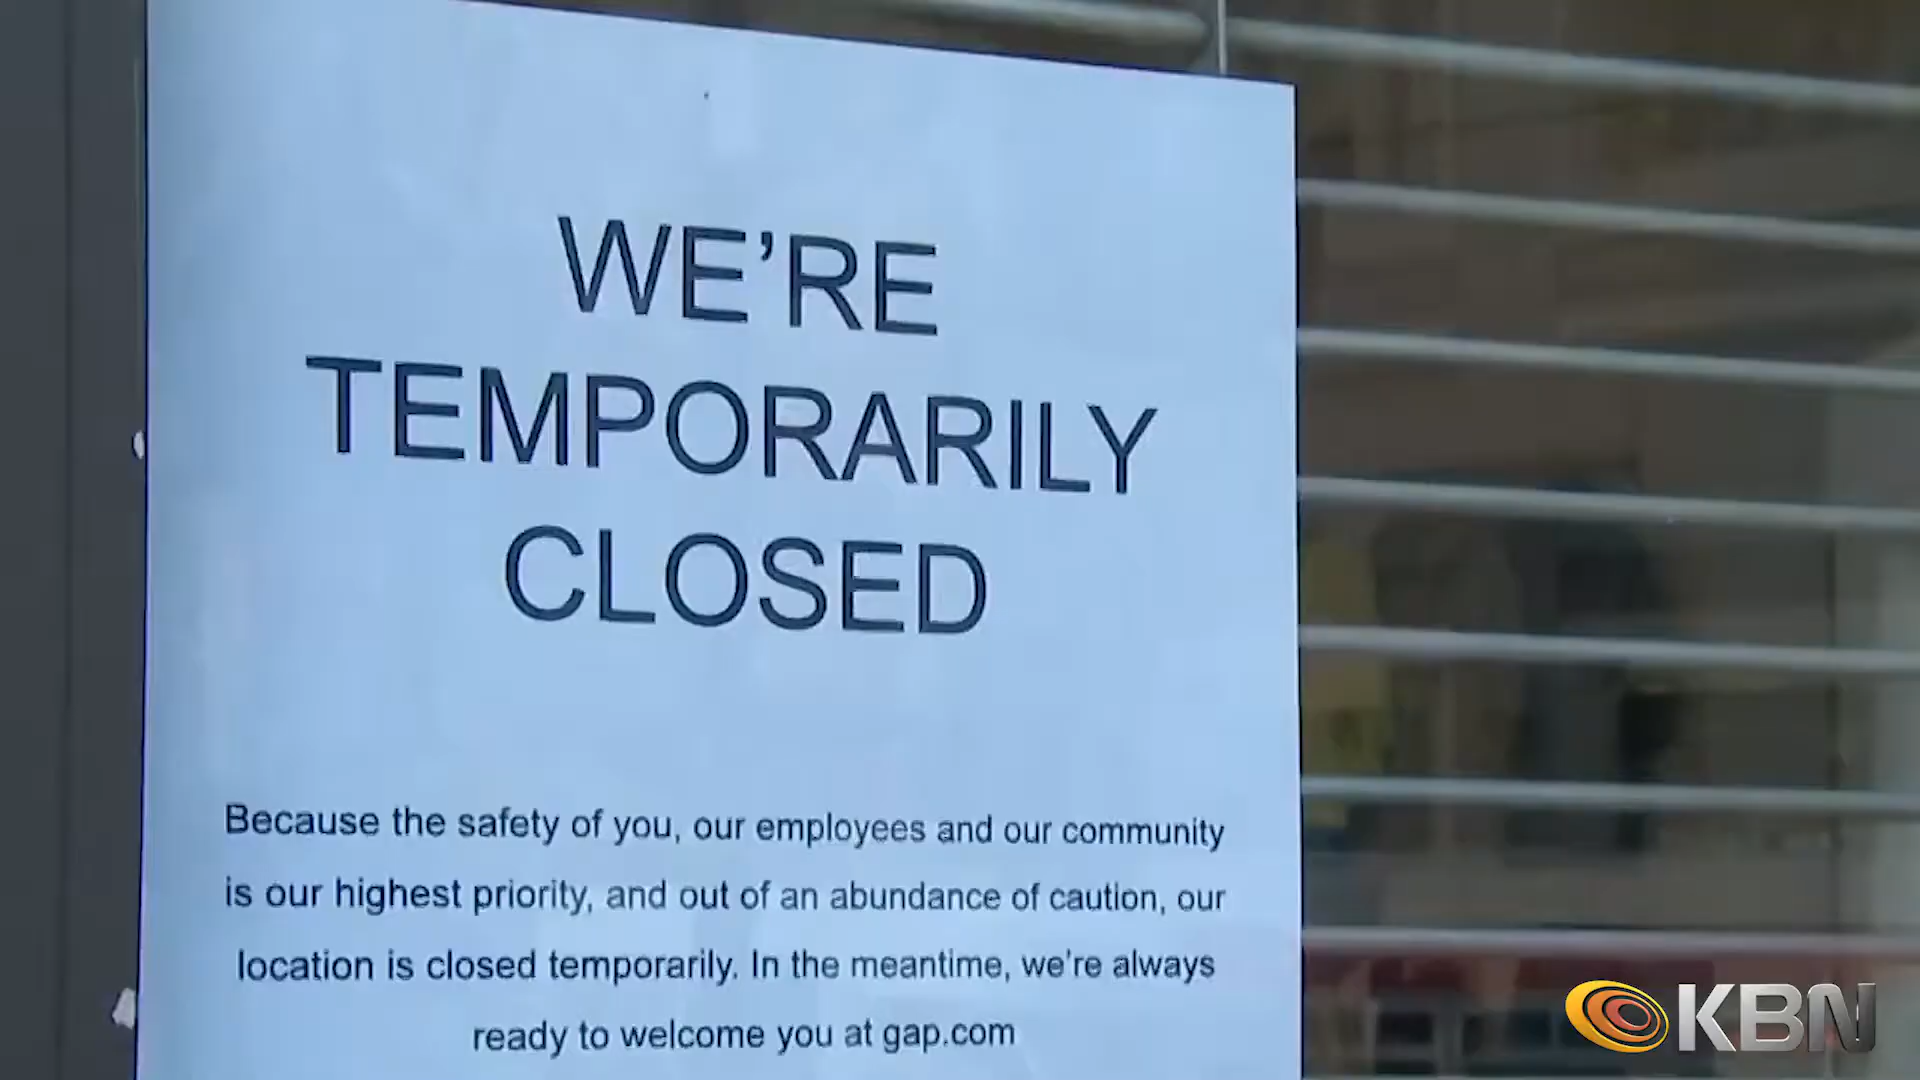 WE’RE
TEMPORARILY
CLOSED
Because the safety of you, our employees and our community
is our highest priority, and out of an abundance of caution, our
location is closed temporarily. In the meantime, we're always
ready to welcome you at gap.com
KBN